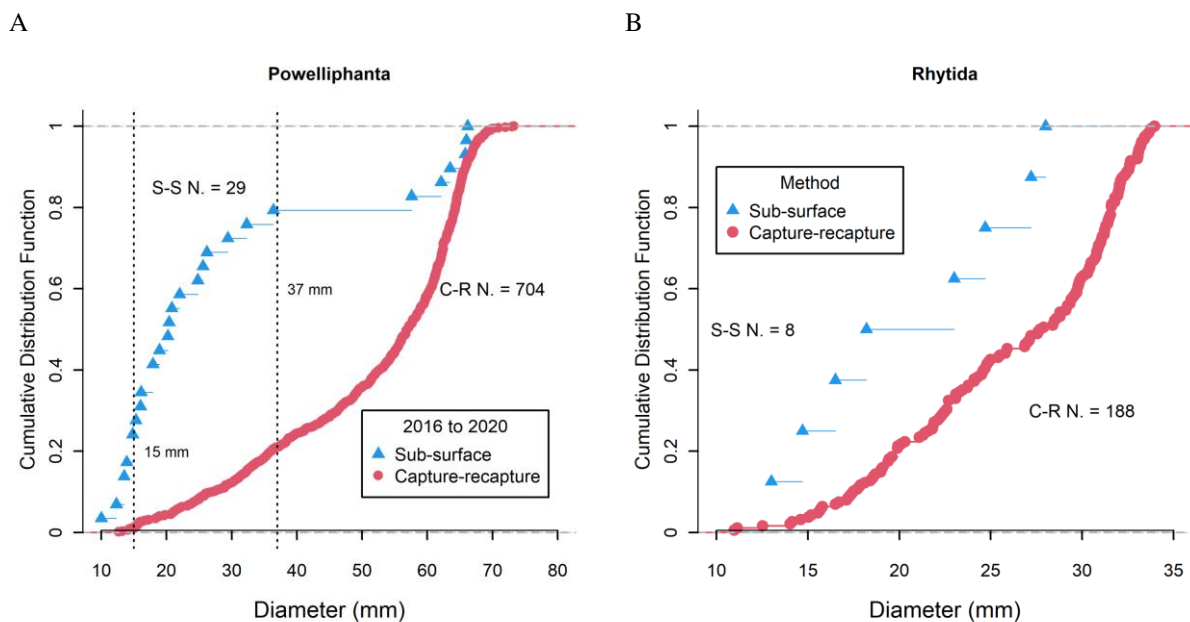 A
Powelliphanta
Cumulative Distribution Function
0
0.2
0.4
0.6
0.8
1
S-S N. = 29
37 mm
C-R N. = 704
15 mm
2016 to 2020
Sub-surface
Capture-recapture
10 20 30 40 50 60 70 80
Diameter (mm)
B
Rhytida
Cumulative Distribution Function
0
0.2
0.4
0.6
0.8
1
Method
Sub-surface
Capture-recapture
S-S N. = 8
C-R N. = 188
10 15 20 25 30 35
Diameter (mm)